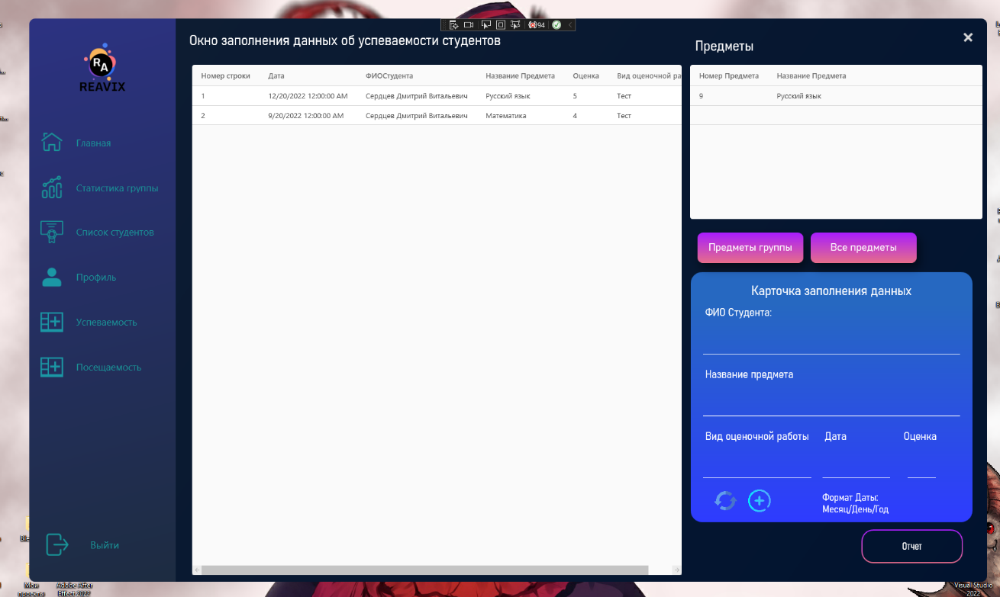 94
Окно заполнения данных об успеваемости студентов
Предметы
RA
REAVIX
Главная
Статистика группы
Список студентов
Профиль
Успеваемость
Посещаемость
Выйти
Номер строки Дата ФИОСтудента Название Предмета Оценка Вид оценочной ра
1 12/20/2022 12:00:00 AM Сердцев Дмитрий Витальевич Русский язык 5 Тест
2 9/20/2022 12:00:00 AM Сердцев Дмитрий Витальевич Математика 4 Тест
Номер Предмета Название Предмета
9 Русский язык
Предметы группы Все предметы
Карточка заполнения данных
ФИО Студента:
Название предмета
Вид оценочной работы Дата Оценка
Формат Даты:
Месяц/День/Год
Отчет
Мои
проекты
Adobe After
Effect 2022
Visual Studio
2022